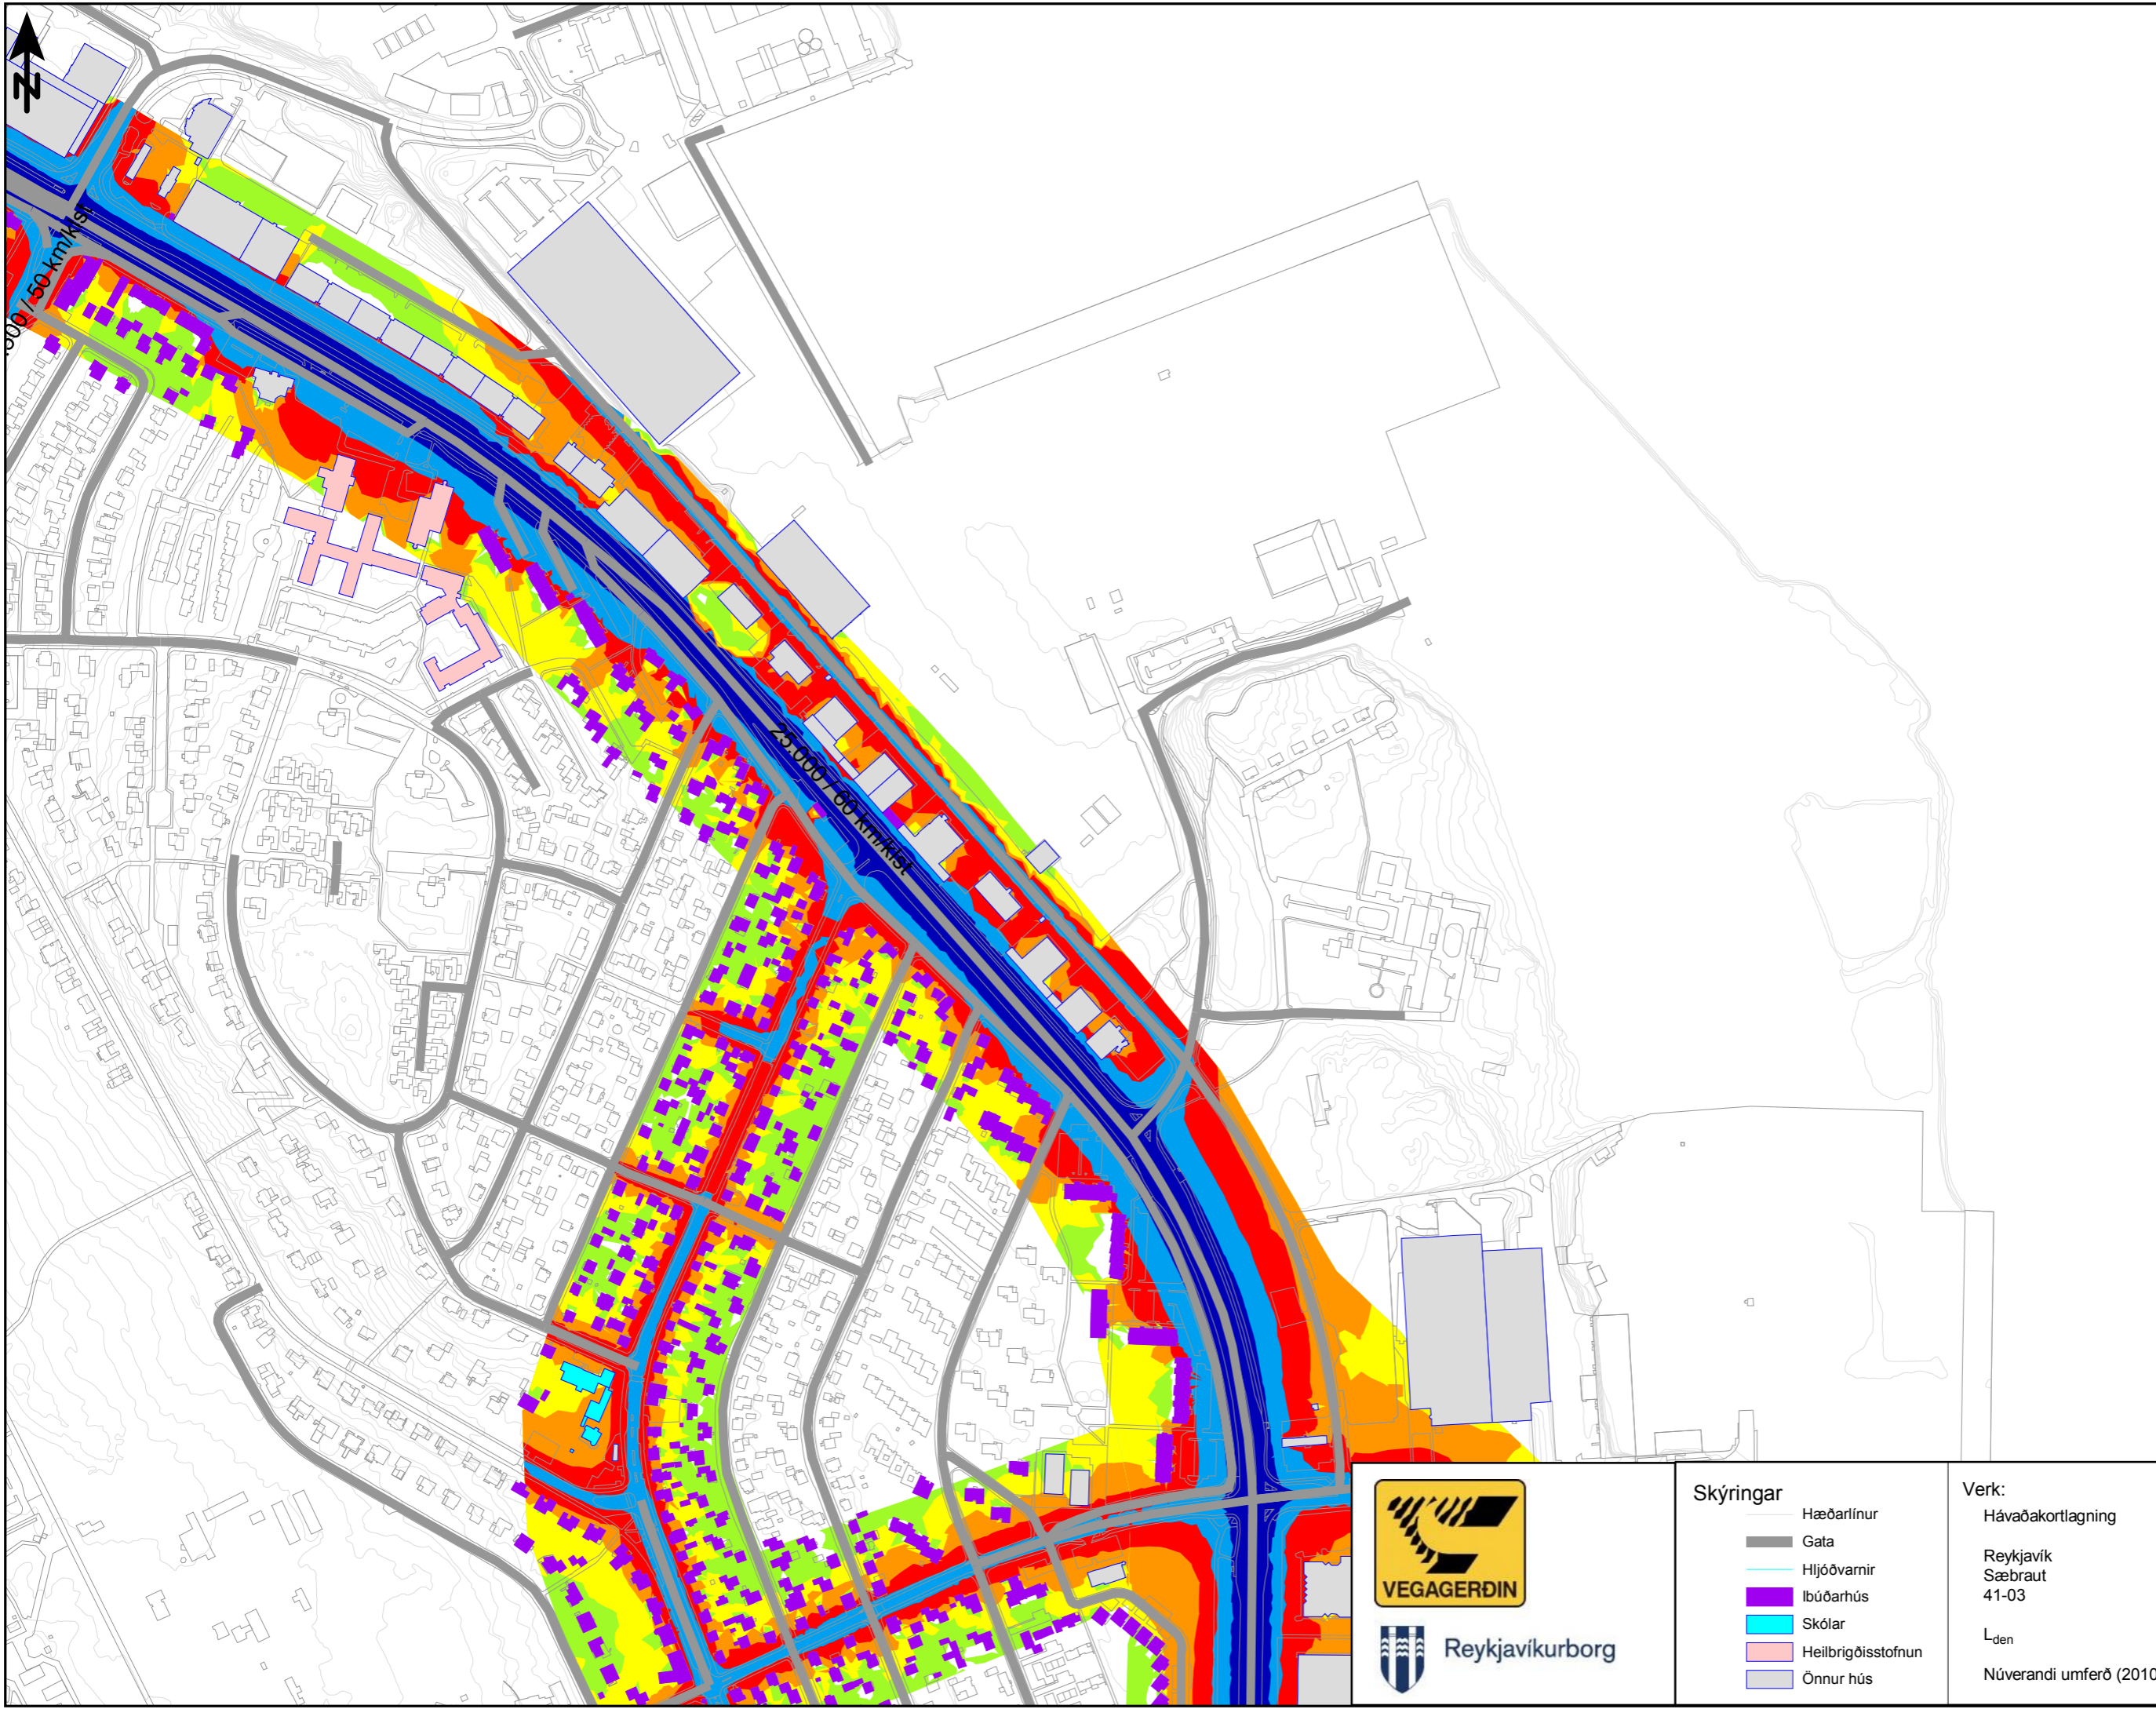 N
.500 / 50 km/klst
25.000 / 60 km/klst
VEGAGERÐIN
Reykjavíkurborg
Skýringar
Hæðarlínur
Gata
Hljóðvarnir
Íbúðarhús
Skólar
Heilbrigðisstofnun
Önnur hús
Verk:
Hávaðakortlagning
Reykjavík
Sæbraut
41-03
Lden
Núverandi umferð (2010